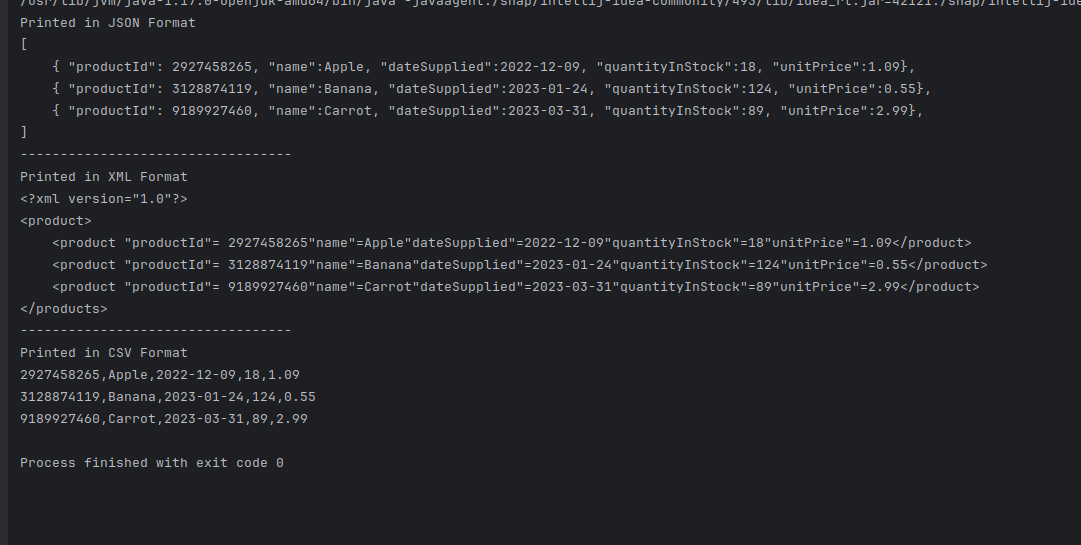 /usr/lib/jvm/java-1.17.0-openjdk-amd64/bin/java -javaagent:/snap/intellij-idea-community/493/lib/idea_rt.jar=42121:/snap/intellij-ide
Printed in JSON Format
[
    { "productId": 2927458265, "name":Apple, "dateSupplied":2022-12-09, "quantityInStock":18, "unitPrice":1.09},
    { "productId": 3128874119, "name":Banana, "dateSupplied":2023-01-24, "quantityInStock":124, "unitPrice":0.55},
    { "productId": 9189927460, "name":Carrot, "dateSupplied":2023-03-31, "quantityInStock":89, "unitPrice":2.99},
]
----------------------------------
Printed in XML Format
<?xml version="1.0"?>
<product>
    <product "productId"= 2927458265"name"=Apple"dateSupplied"=2022-12-09"quantityInStock"=18"unitPrice"=1.09</product>
    <product "productId"= 3128874119"name"=Banana"dateSupplied"=2023-01-24"quantityInStock"=124"unitPrice"=0.55</product>
    <product "productId"= 9189927460"name"=Carrot"dateSupplied"=2023-03-31"quantityInStock"=89"unitPrice"=2.99</product>
</products>
----------------------------------
Printed in CSV Format
2927458265,Apple,2022-12-09,18,1.09
3128874119,Banana,2023-01-24,124,0.55
9189927460,Carrot,2023-03-31,89,2.99
Process finished with exit code 0